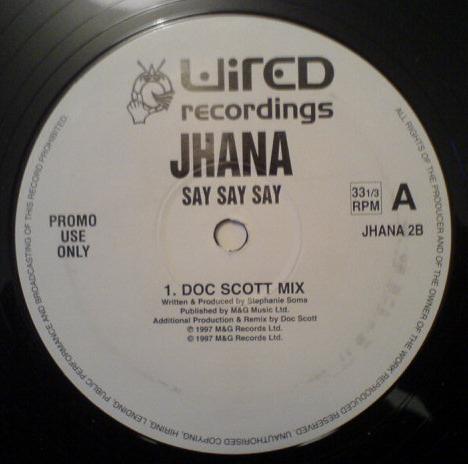 WIRED
recordings
JHANA
SAY SAY SAY
33 1/3
RPM
A
JHANA 2B
PROMO
USE
ONLY
1. DOC SCOTT MIX
Written & Produced by Stephanie Soma
Published by M&G Music Ltd.
Additional Production & Remix by Doc Scott
℗ 1997 M&G Records Ltd.
© 1997 M&G Records Ltd.
ALL RIGHTS OF THE PRODUCER AND OF THE OWNER OF THE WORK REPRODUCED RESERVED. UNAUTHORISED COPYING, HIRING, LENDING, PUBLIC PERFORMANCE AND BROADCASTING OF THIS RECORD PROHIBITED.